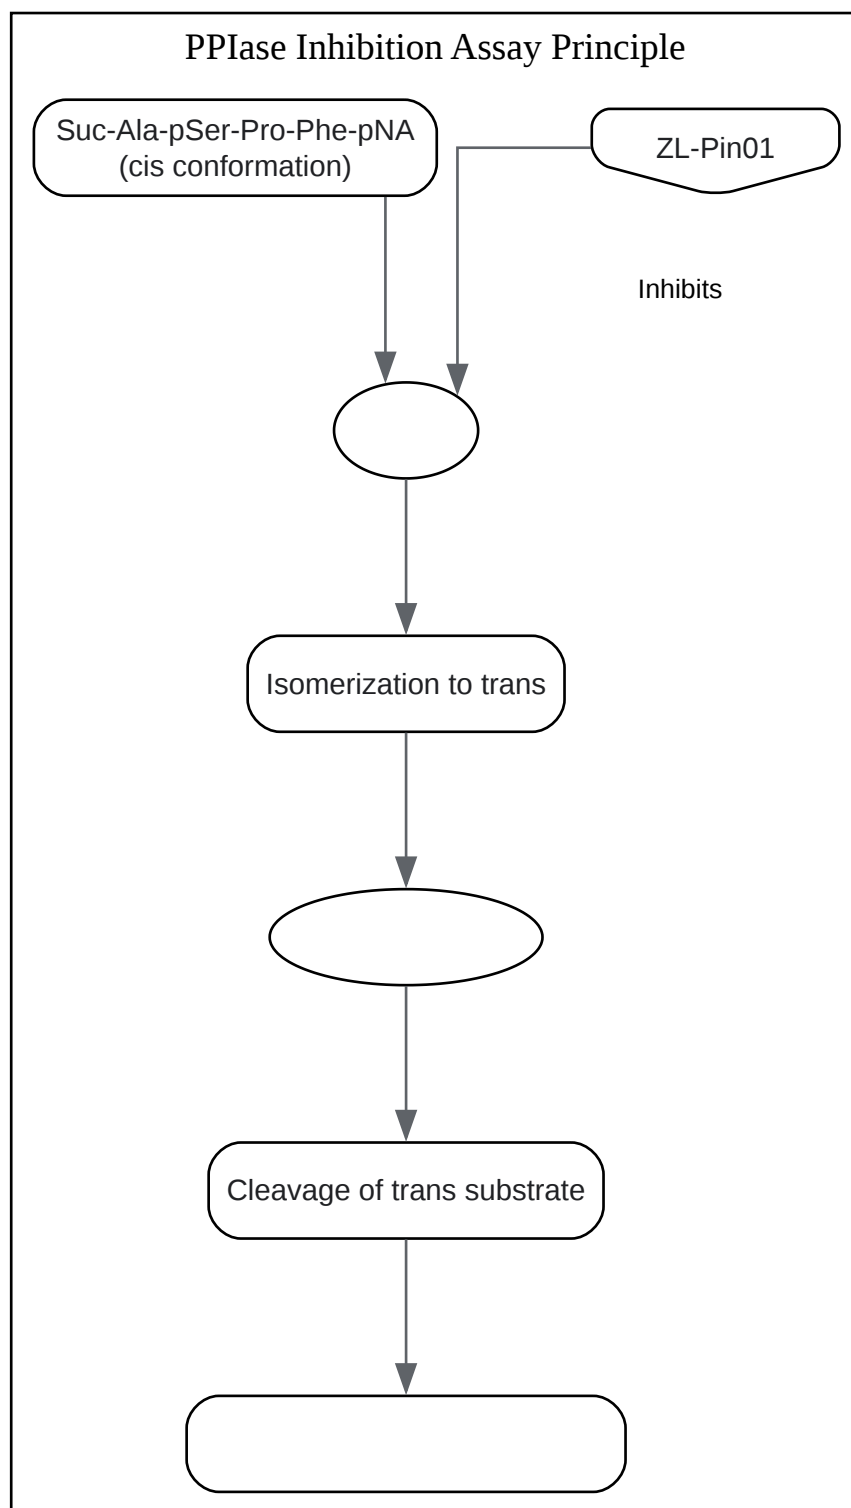 PPIase Inhibition Assay Principle
Suc-Ala-pSer-Pro-Phe-pNA
(cis conformation)
ZL-Pin01
Inhibits
Isomerization to trans
Cleavage of trans substrate